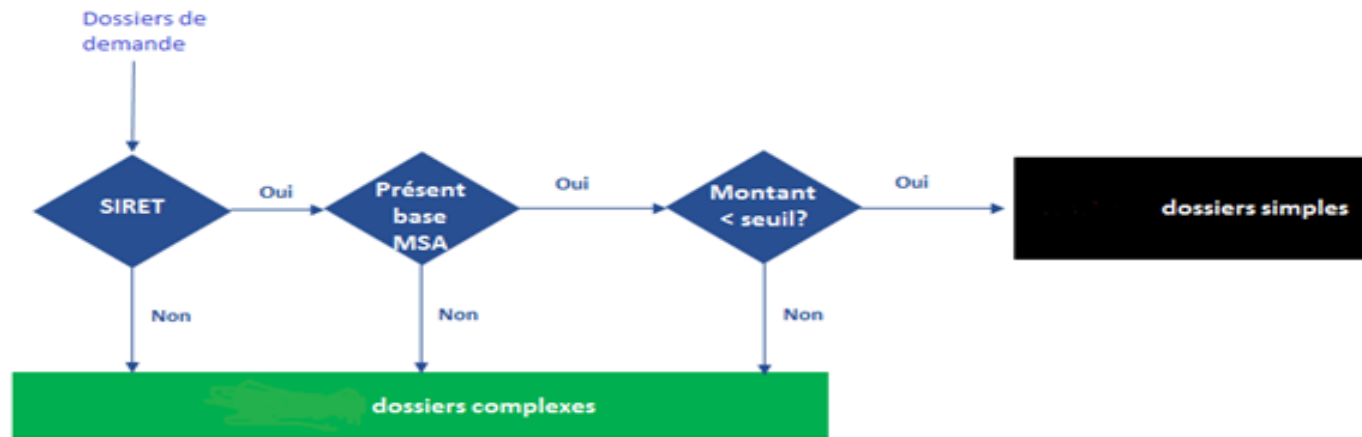 Dossiers de
demande
SIRET
Oui
Présent
base
MSA
Oui
Montant
< seuil?
Oui
dossiers simples
Non
Non
Non
dossiers complexes